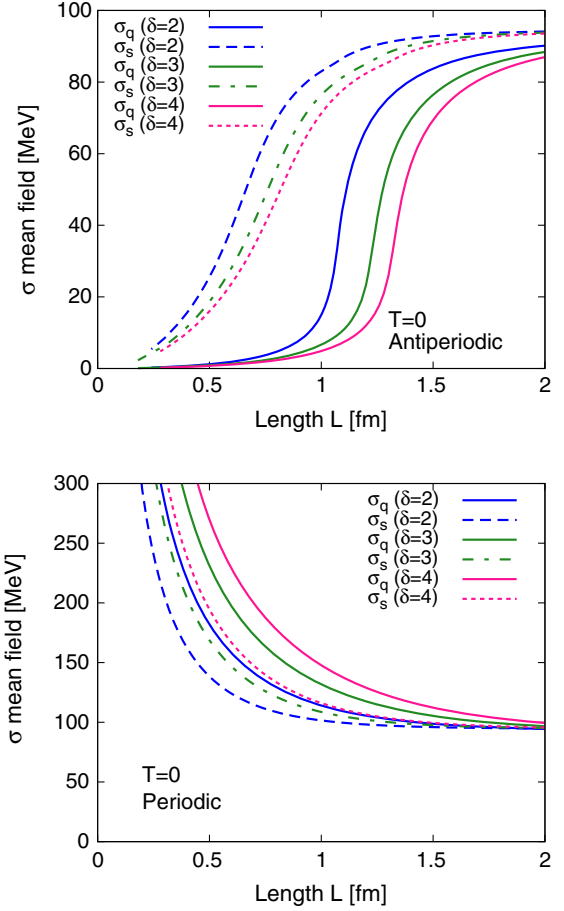 σq (δ=2)
σs (δ=2)
σq (δ=3)
σs (δ=3)
σq (δ=4)
σs (δ=4)
100
80
60
40
20
0
σ mean field [MeV]
T=0
Antiperiodic
0 0.5 1 1.5 2
Length L [fm]
σq (δ=2)
σs (δ=2)
σq (δ=3)
σs (δ=3)
σq (δ=4)
σs (δ=4)
300
250
200
150
100
50
0
σ mean field [MeV]
T=0
Periodic
0 0.5 1 1.5 2
Length L [fm]